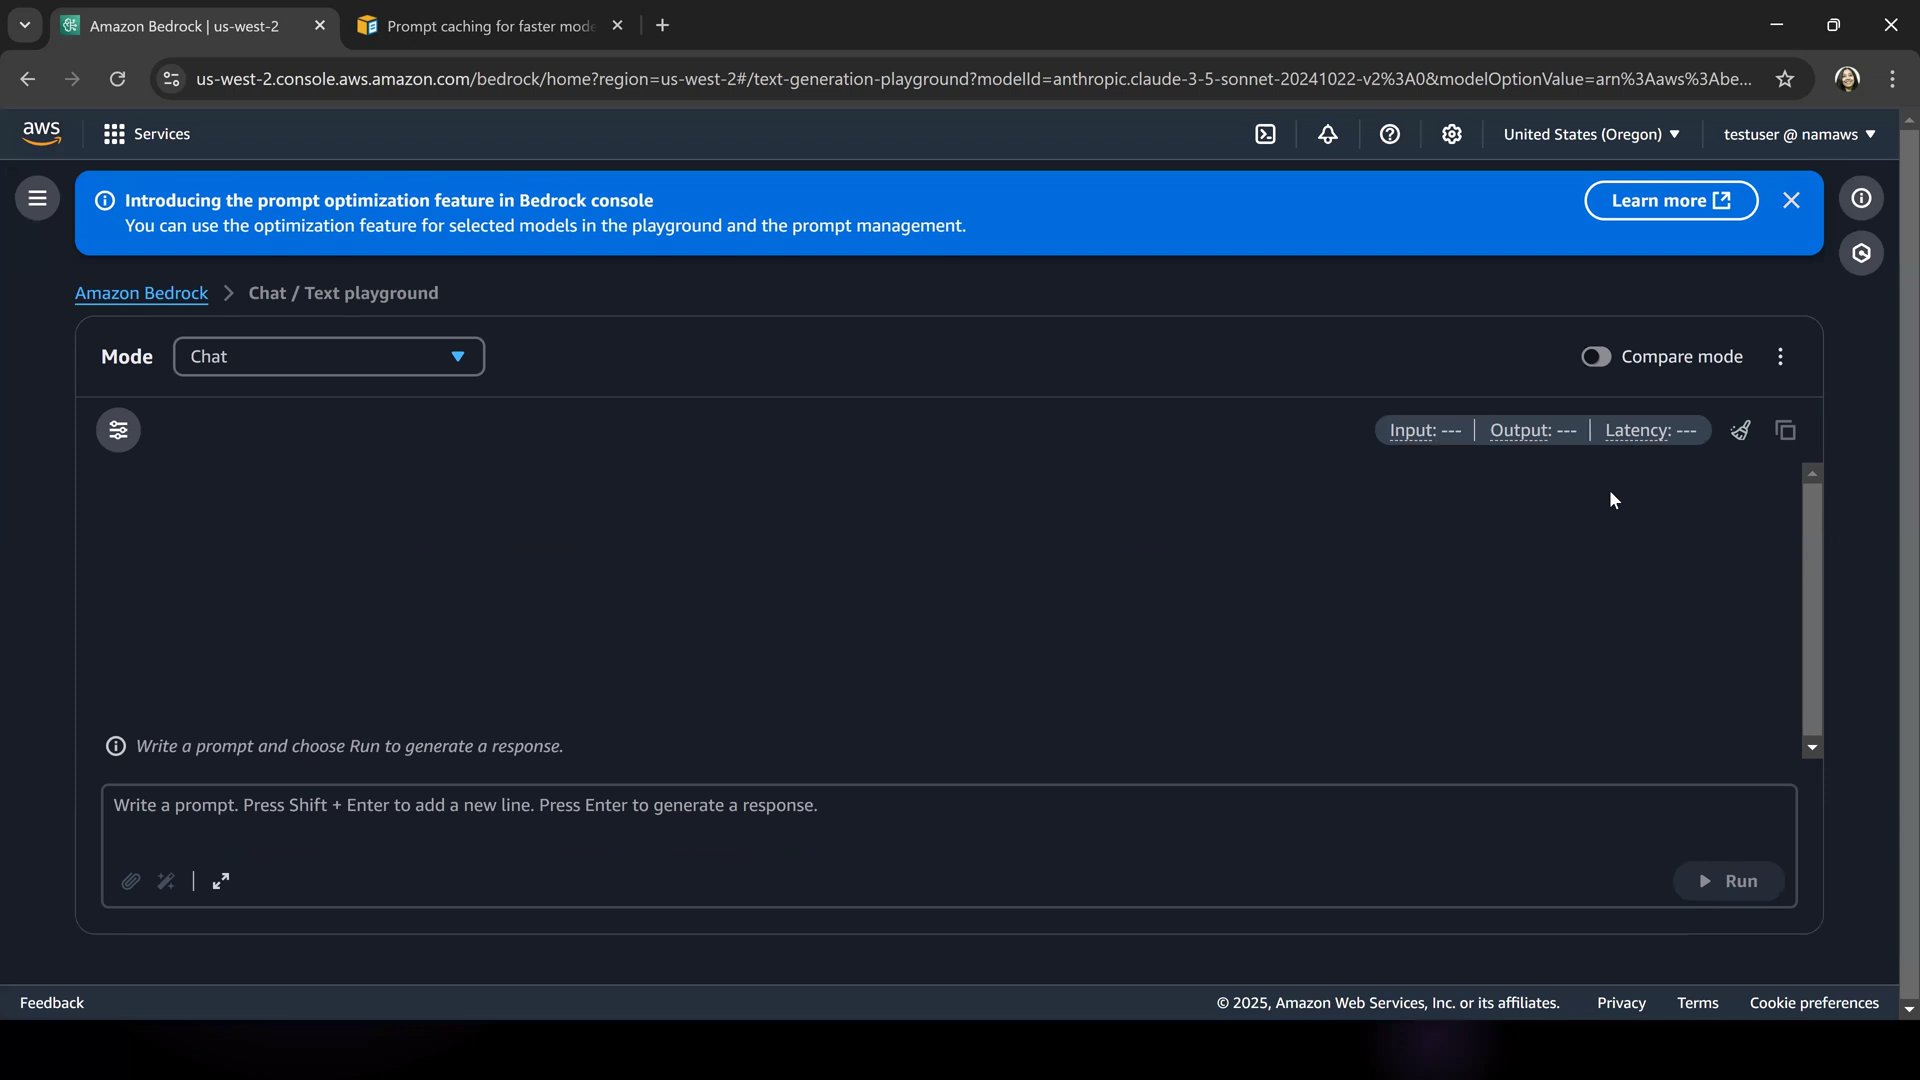 Amazon Bedrock | us-west-2
Prompt caching for faster mode
us-west-2.console.aws.amazon.com/bedrock/home?region=us-west-2#/text-generation-playground?modelId=anthropic.claude-3-5-sonnet-20241022-v2%3A0&modelOptionValue=arn%3Aaws%3Abe...
aws
Services
United States (Oregon)
testuser @ namaws
Introducing the prompt optimization feature in Bedrock console
Learn more
You can use the optimization feature for selected models in the playground and the prompt management.
Amazon Bedrock > Chat / Text playground
Mode
Chat
Compare mode
Input: --- | Output: --- | Latency: ---
Write a prompt and choose Run to generate a response.
Write a prompt. Press Shift + Enter to add a new line. Press Enter to generate a response.
Run
Feedback
© 2025, Amazon Web Services, Inc. or its affiliates.
Privacy
Terms
Cookie preferences